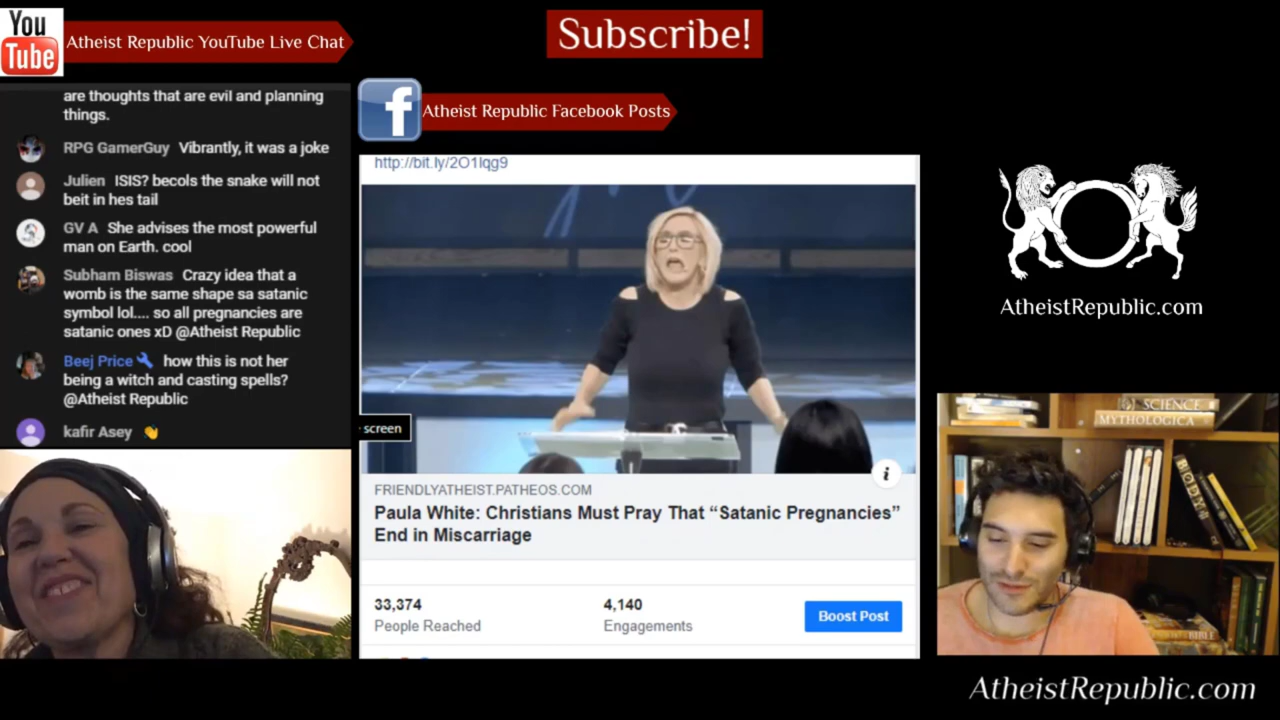 You
Tube
Atheist Republic YouTube Live Chat
Subscribe!
are thoughts that are evil and planning
things.
RPG GamerGuy Vibrantly, it was a joke
Julien ISIS? becols the snake will not
beit in hes tail
GV A She advises the most powerful
man on Earth. cool
Subham Biswas Crazy idea that a
womb is the same shape sa satanic
symbol lol.... so all pregnancies are
satanic ones xD @Atheist Republic
Beej Price how this is not her
being a witch and casting spells?
@Atheist Republic
kafir Asey
f
Atheist Republic Facebook Posts
http://bit.ly/2O1lqg9
screen
i
FRIENDLYATHEIST.PATHEOS.COM
Paula White: Christians Must Pray That “Satanic Pregnancies”
End in Miscarriage
33,374
People Reached
4,140
Engagements
Boost Post
AtheistRepublic.com
SCIENCE
MYTHOLOGICA
BODY
BIBLE
AtheistRepublic.com